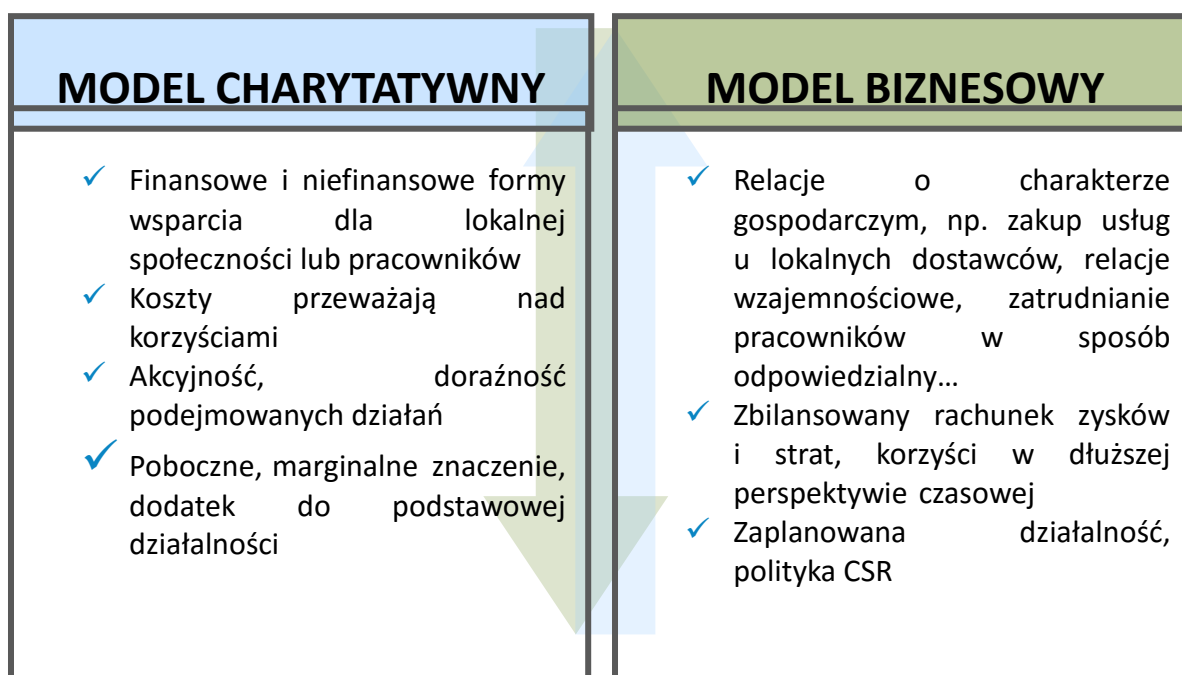 MODEL CHARYTATYWNY
✓ Finansowe i niefinansowe formy
wsparcia dla lokalnej
społeczności lub pracowników
✓ Koszty przeważają nad
korzyściami
✓ Akcyjność, doraźność
podejmowanych działań
✓ Poboczne, marginalne znaczenie,
dodatek do podstawowej
działalności
MODEL BIZNESOWY
✓ Relacje o charakterze
gospodarczym, np. zakup usług
u lokalnych dostawców, relacje
wzajemnościowe, zatrudnianie
pracowników w sposób
odpowiedzialny...
✓ Zbilansowany rachunek zysków
i strat, korzyści w dłuższej
perspektywie czasowej
✓ Zaplanowana działalność,
polityka CSR